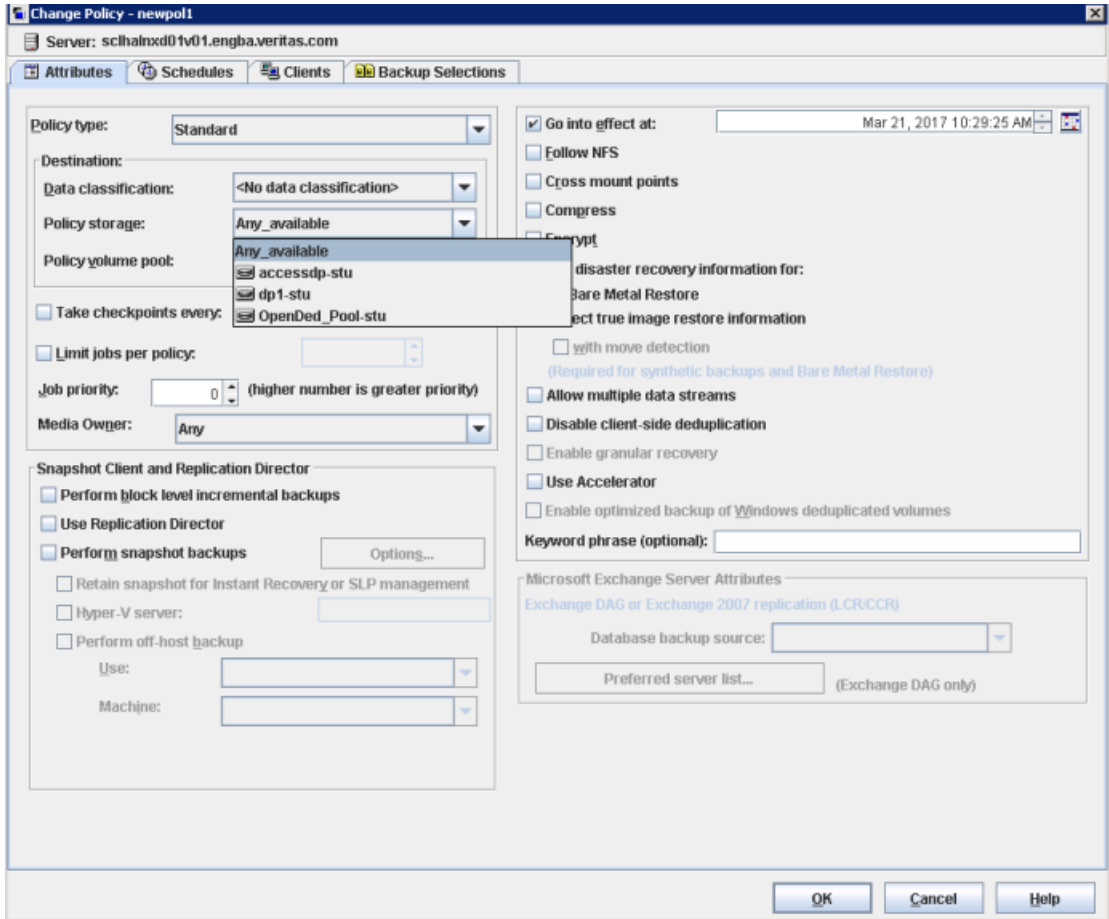 Change Policy - newpol1
Server: sclhalnxd01v01.engba.veritas.com
Attributes Schedules Clients Backup Selections
Policy type: Standard
Destination:
Data classification: <No data classification>
Policy storage: Any_available
Any_available
accessdp-stu
dp1-stu
OpenDed_Pool-stu
Policy volume pool:
Take checkpoints every:
Limit jobs per policy:
Job priority: 0 (higher number is greater priority)
Media Owner: Any
Snapshot Client and Replication Director
Perform block level incremental backups
Use Replication Director
Perform snapshot backups Options...
Retain snapshot for Instant Recovery or SLP management
Hyper-V server:
Perform off-host backup
Use:
Machine:
Go into effect at: Mar 21, 2017 10:29:25 AM
Follow NFS
Cross mount points
Compress
Encrypt
disaster recovery information for:
Bare Metal Restore
ect true image restore information
with move detection
(Required for synthetic backups and Bare Metal Restore)
Allow multiple data streams
Disable client-side deduplication
Enable granular recovery
Use Accelerator
Enable optimized backup of Windows deduplicated volumes
Keyword phrase (optional):
Microsoft Exchange Server Attributes
Exchange DAG or Exchange 2007 replication (LCR/CCR)
Database backup source:
Preferred server list... (Exchange DAG only)
OK Cancel Help